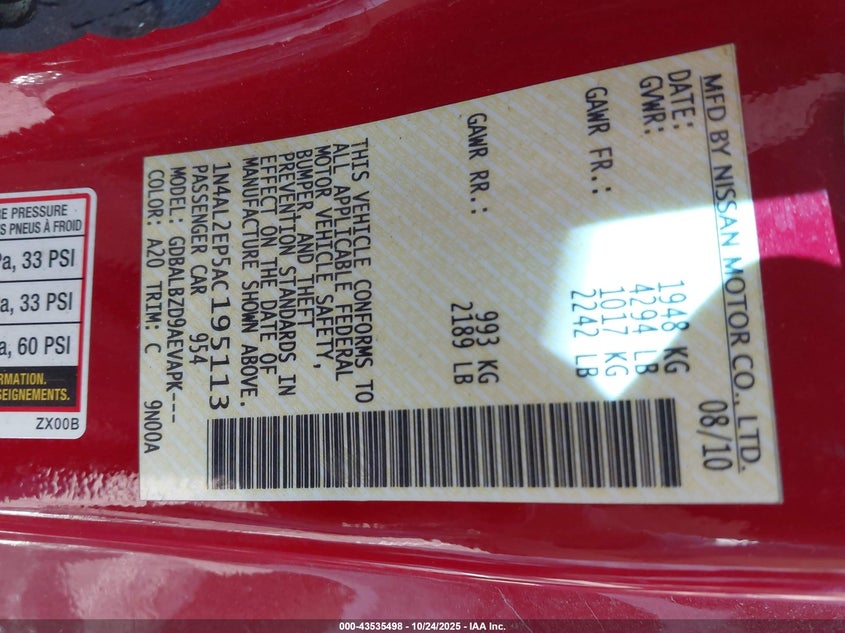 MFD BY NISSAN MOTOR CO., LTD.
DATE: 08/10
GVWR: 1948 KG
4294 LB
GAWR FR.: 1017 KG
2242 LB
GAWR RR.: 993 KG
2189 LB
THIS VEHICLE CONFORMS TO
ALL APPLICABLE FEDERAL
MOTOR VEHICLE SAFETY,
BUMPER, AND THEFT
PREVENTION STANDARDS IN
EFFECT ON THE DATE OF
MANUFACTURE SHOWN ABOVE.
1N4AL2EP5AC195113
PASSENGER CAR 954
MODEL: GDBALBZD9AEVAPK---
COLOR: A20 TRIM: C 9N00A
PRESSURE
PNEUS À FROID
33 PSI
33 PSI
60 PSI
ZX00B
000-43535498 - 10/24/2025 - IAA Inc.